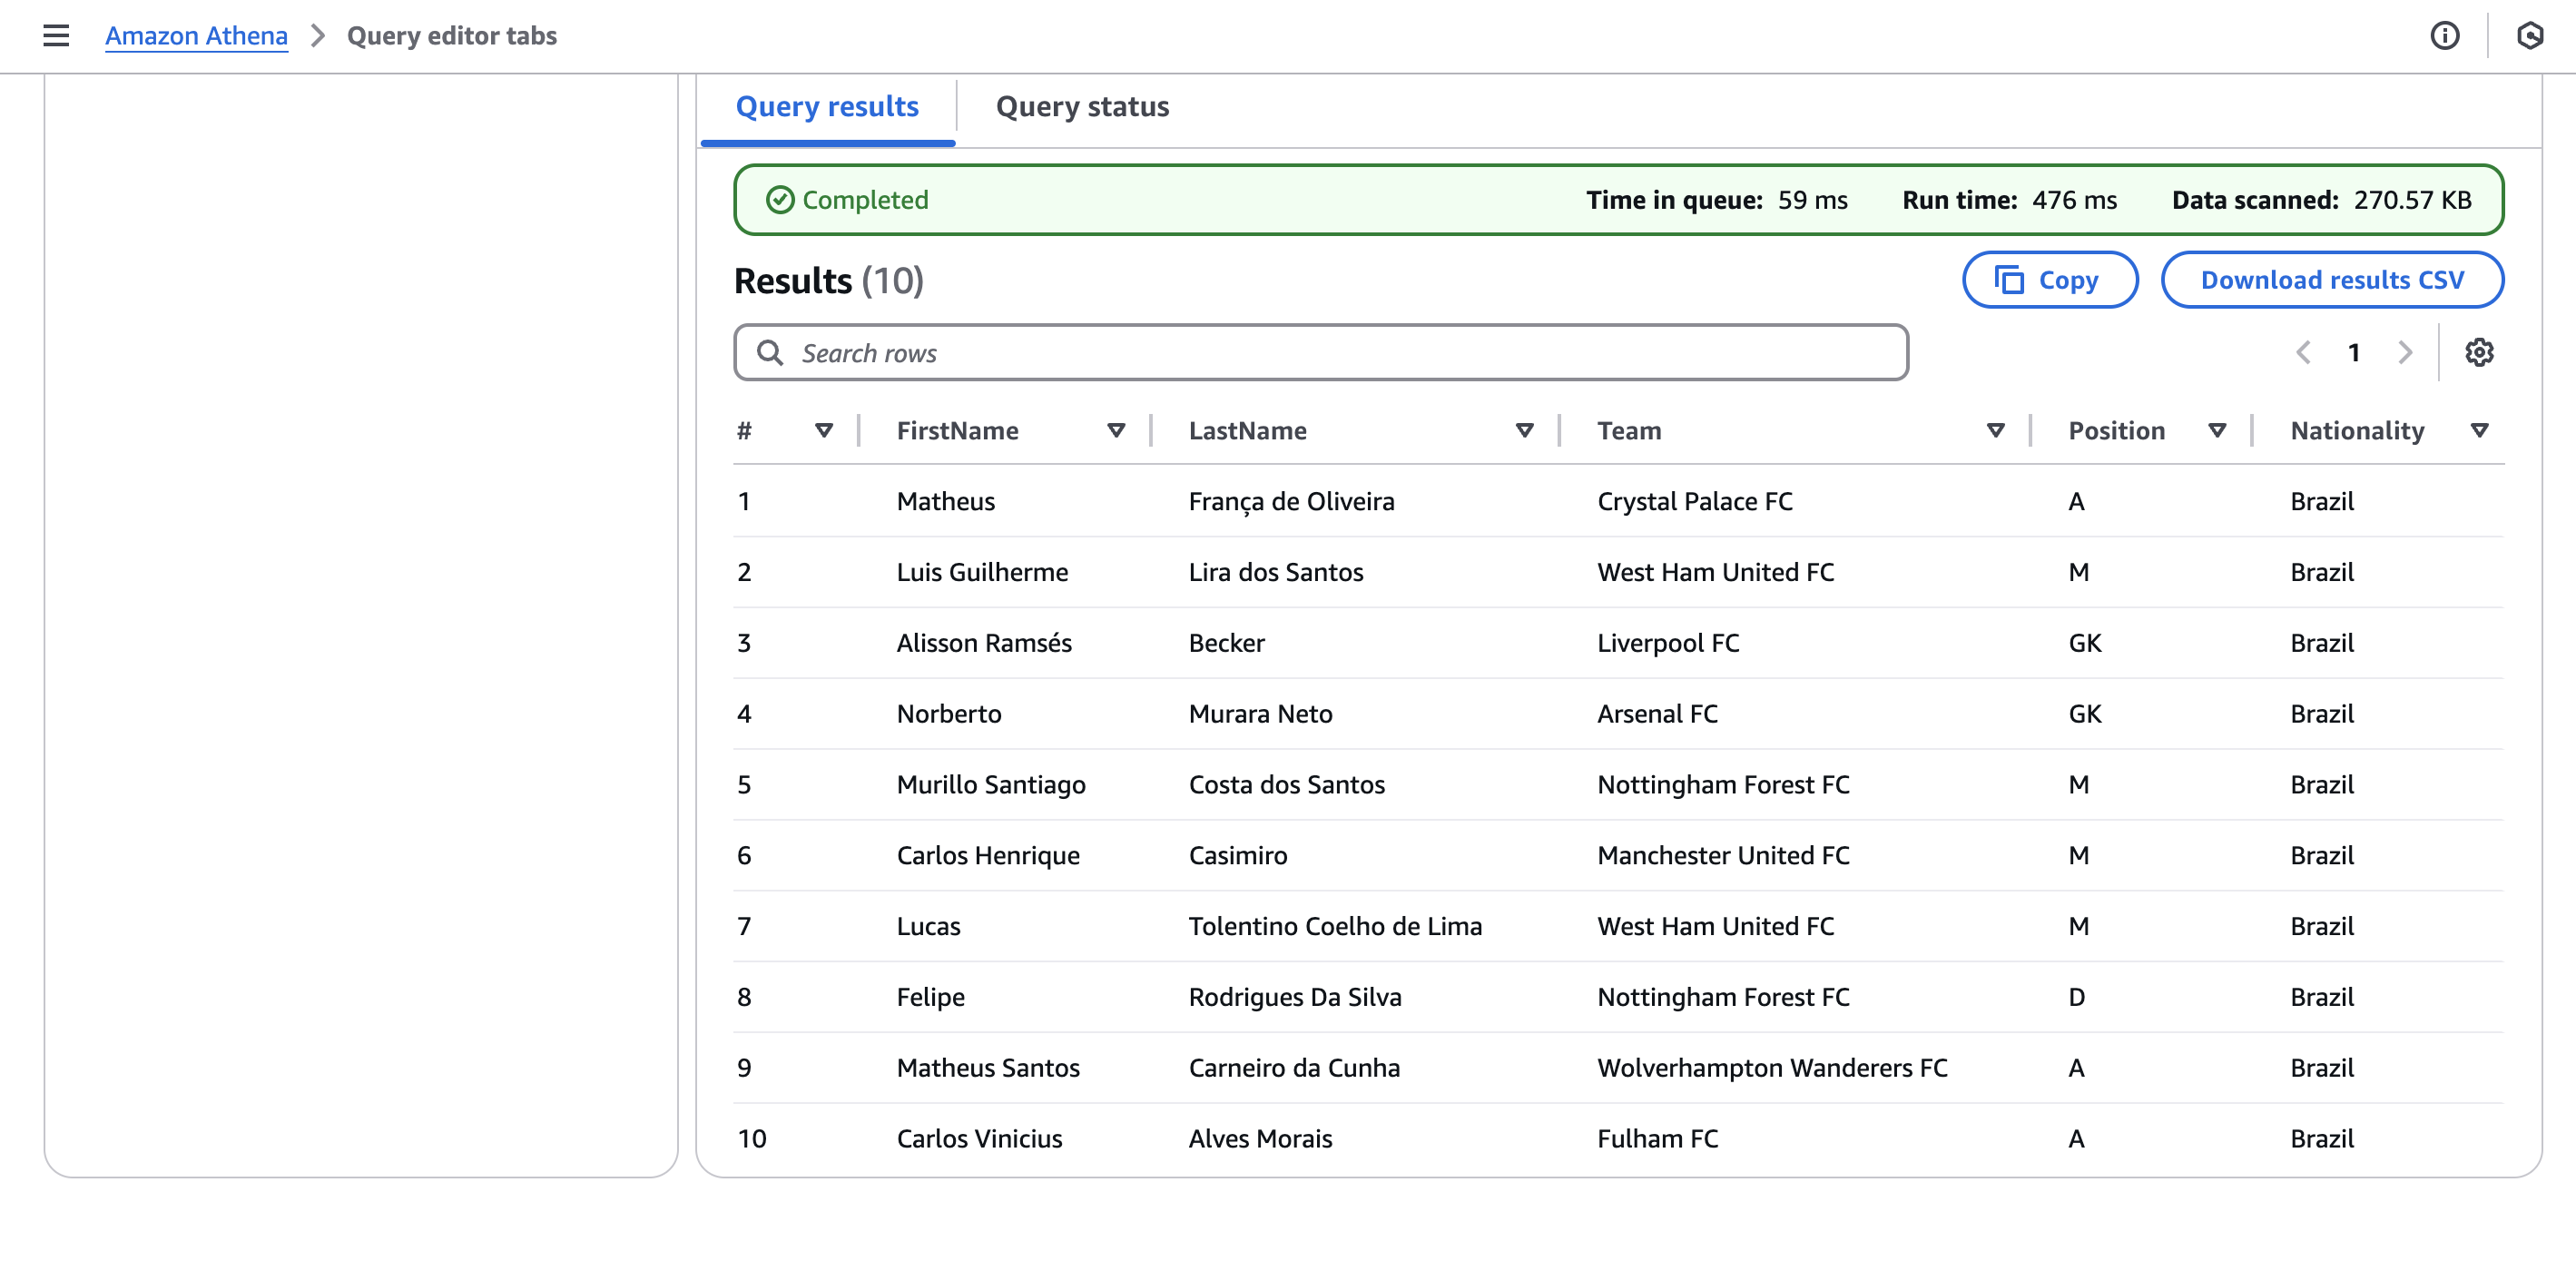 Amazon Athena > Query editor tabs
Query results Query status
Completed Time in queue: 59 ms Run time: 476 ms Data scanned: 270.57 KB
Results (10) Copy Download results CSV
Search rows 1
# FirstName LastName Team Position Nationality
1 Matheus França de Oliveira Crystal Palace FC A Brazil
2 Luis Guilherme Lira dos Santos West Ham United FC M Brazil
3 Alisson Ramsés Becker Liverpool FC GK Brazil
4 Norberto Murara Neto Arsenal FC GK Brazil
5 Murillo Santiago Costa dos Santos Nottingham Forest FC M Brazil
6 Carlos Henrique Casimiro Manchester United FC M Brazil
7 Lucas Tolentino Coelho de Lima West Ham United FC M Brazil
8 Felipe Rodrigues Da Silva Nottingham Forest FC D Brazil
9 Matheus Santos Carneiro da Cunha Wolverhampton Wanderers FC A Brazil
10 Carlos Vinicius Alves Morais Fulham FC A Brazil